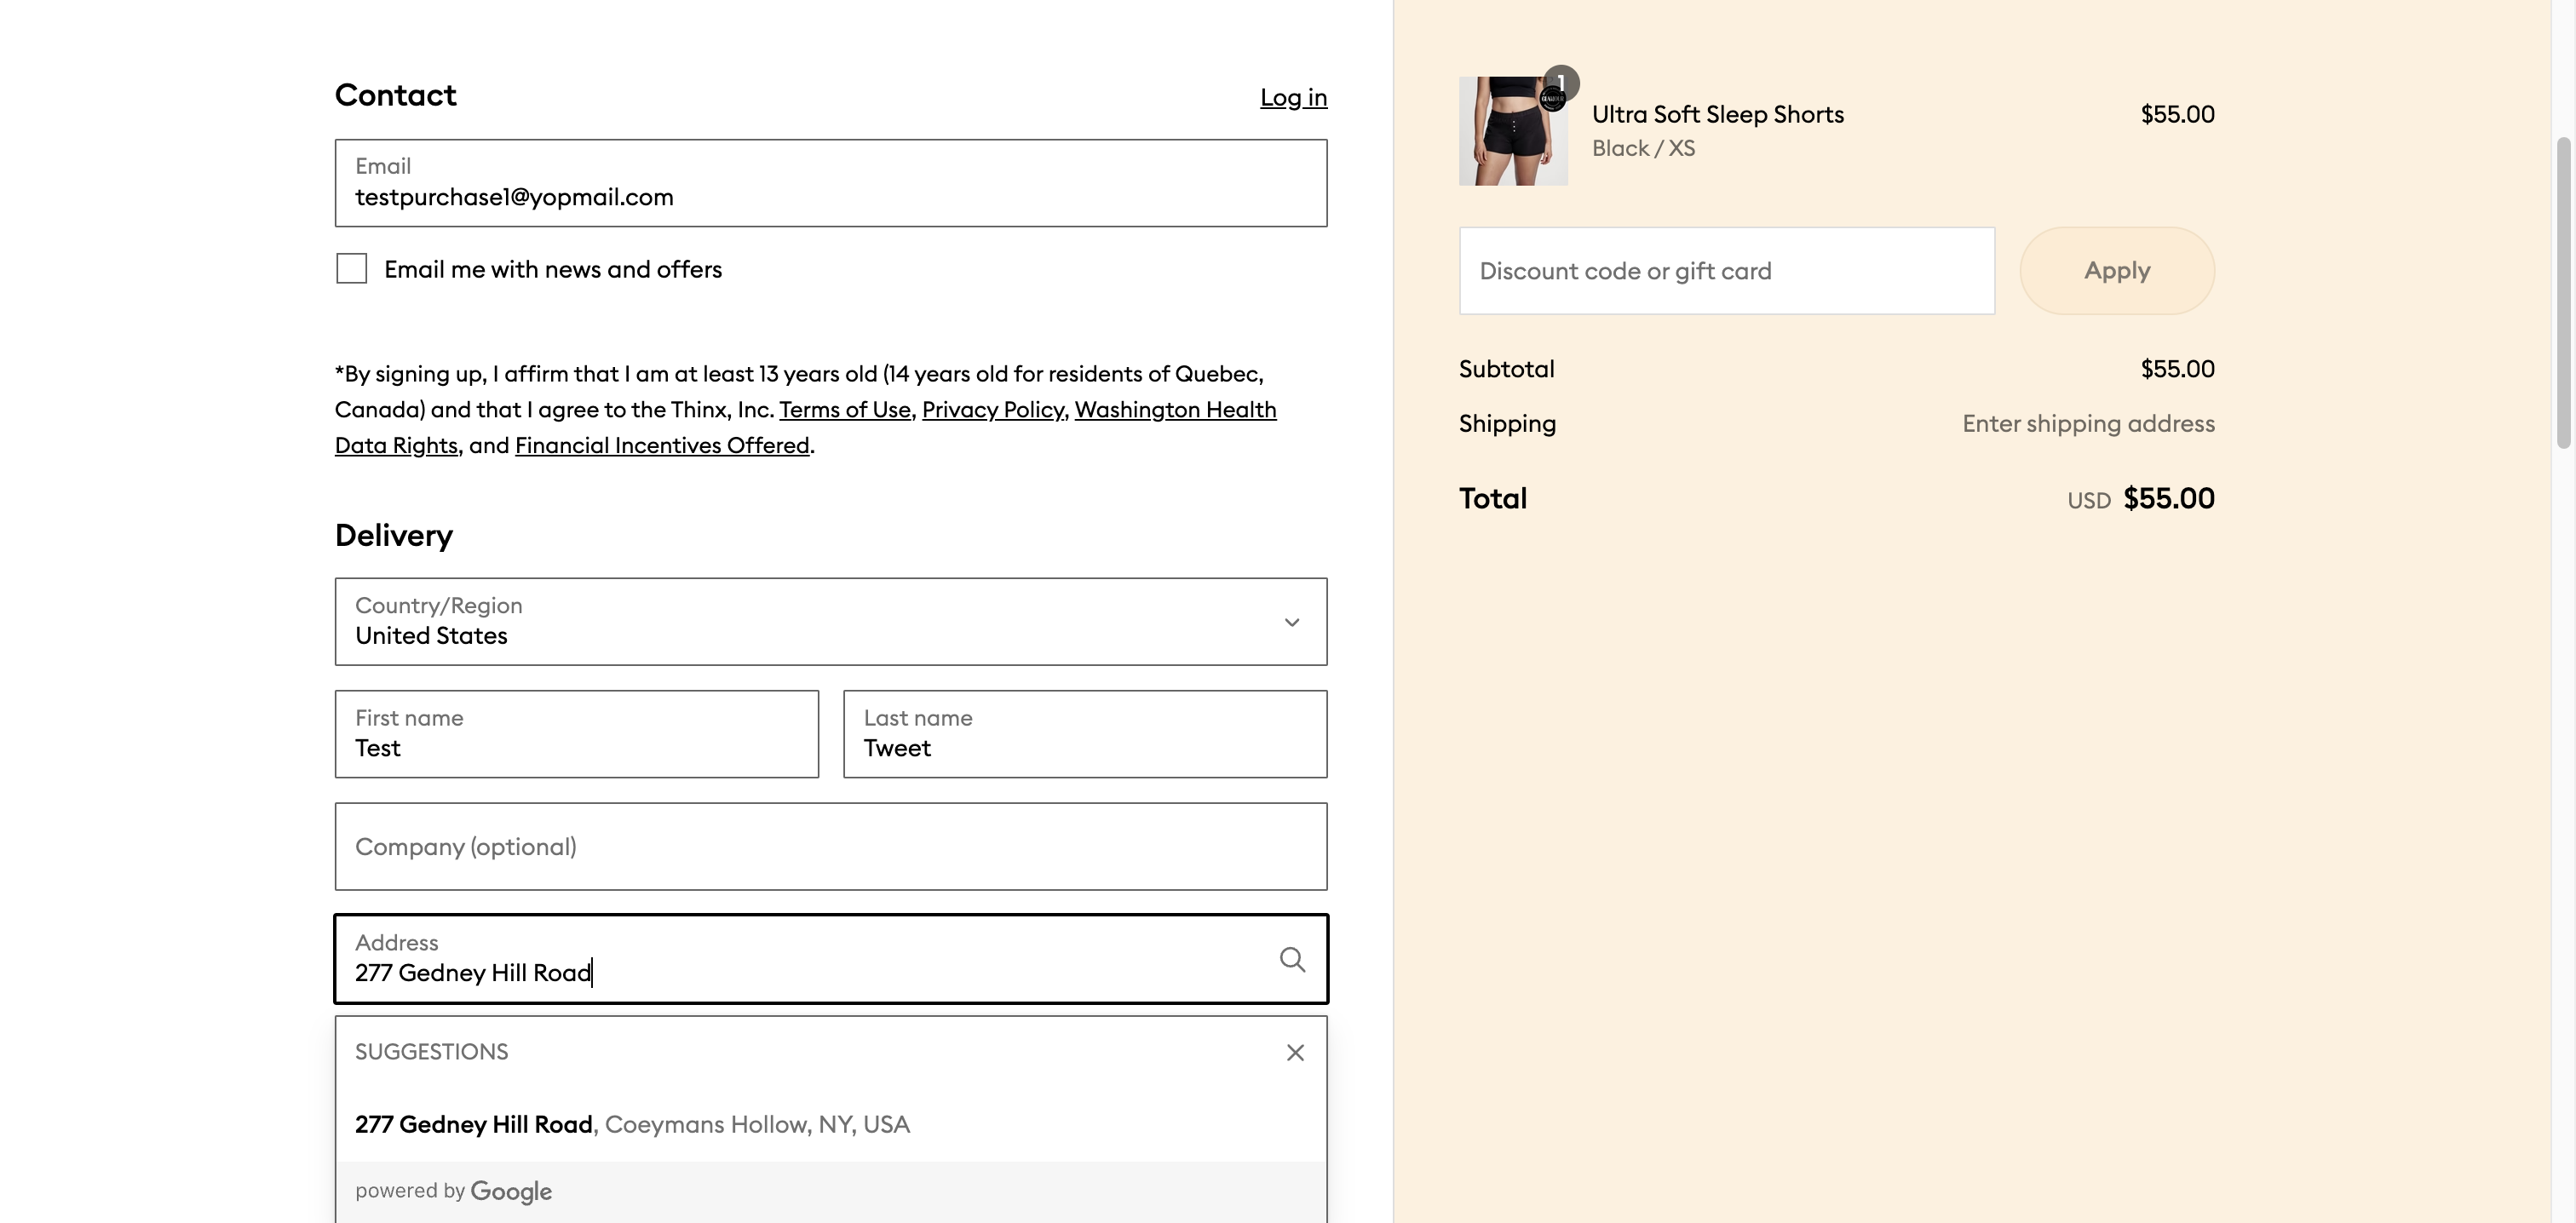 Contact
Log in
Email
testpurchase1@yopmail.com
Email me with news and offers
*By signing up, I affirm that I am at least 13 years old (14 years old for residents of Quebec,
Canada) and that I agree to the Thinx, Inc. Terms of Use, Privacy Policy, Washington Health
Data Rights, and Financial Incentives Offered.
Delivery
Country/Region
United States
First name
Test
Last name
Tweet
Company (optional)
Address
277 Gedney Hill Road
SUGGESTIONS
277 Gedney Hill Road, Coeymans Hollow, NY, USA
powered by Google
1
Ultra Soft Sleep Shorts
$55.00
Black / XS
Discount code or gift card
Apply
Subtotal
$55.00
Shipping
Enter shipping address
Total
USD $55.00